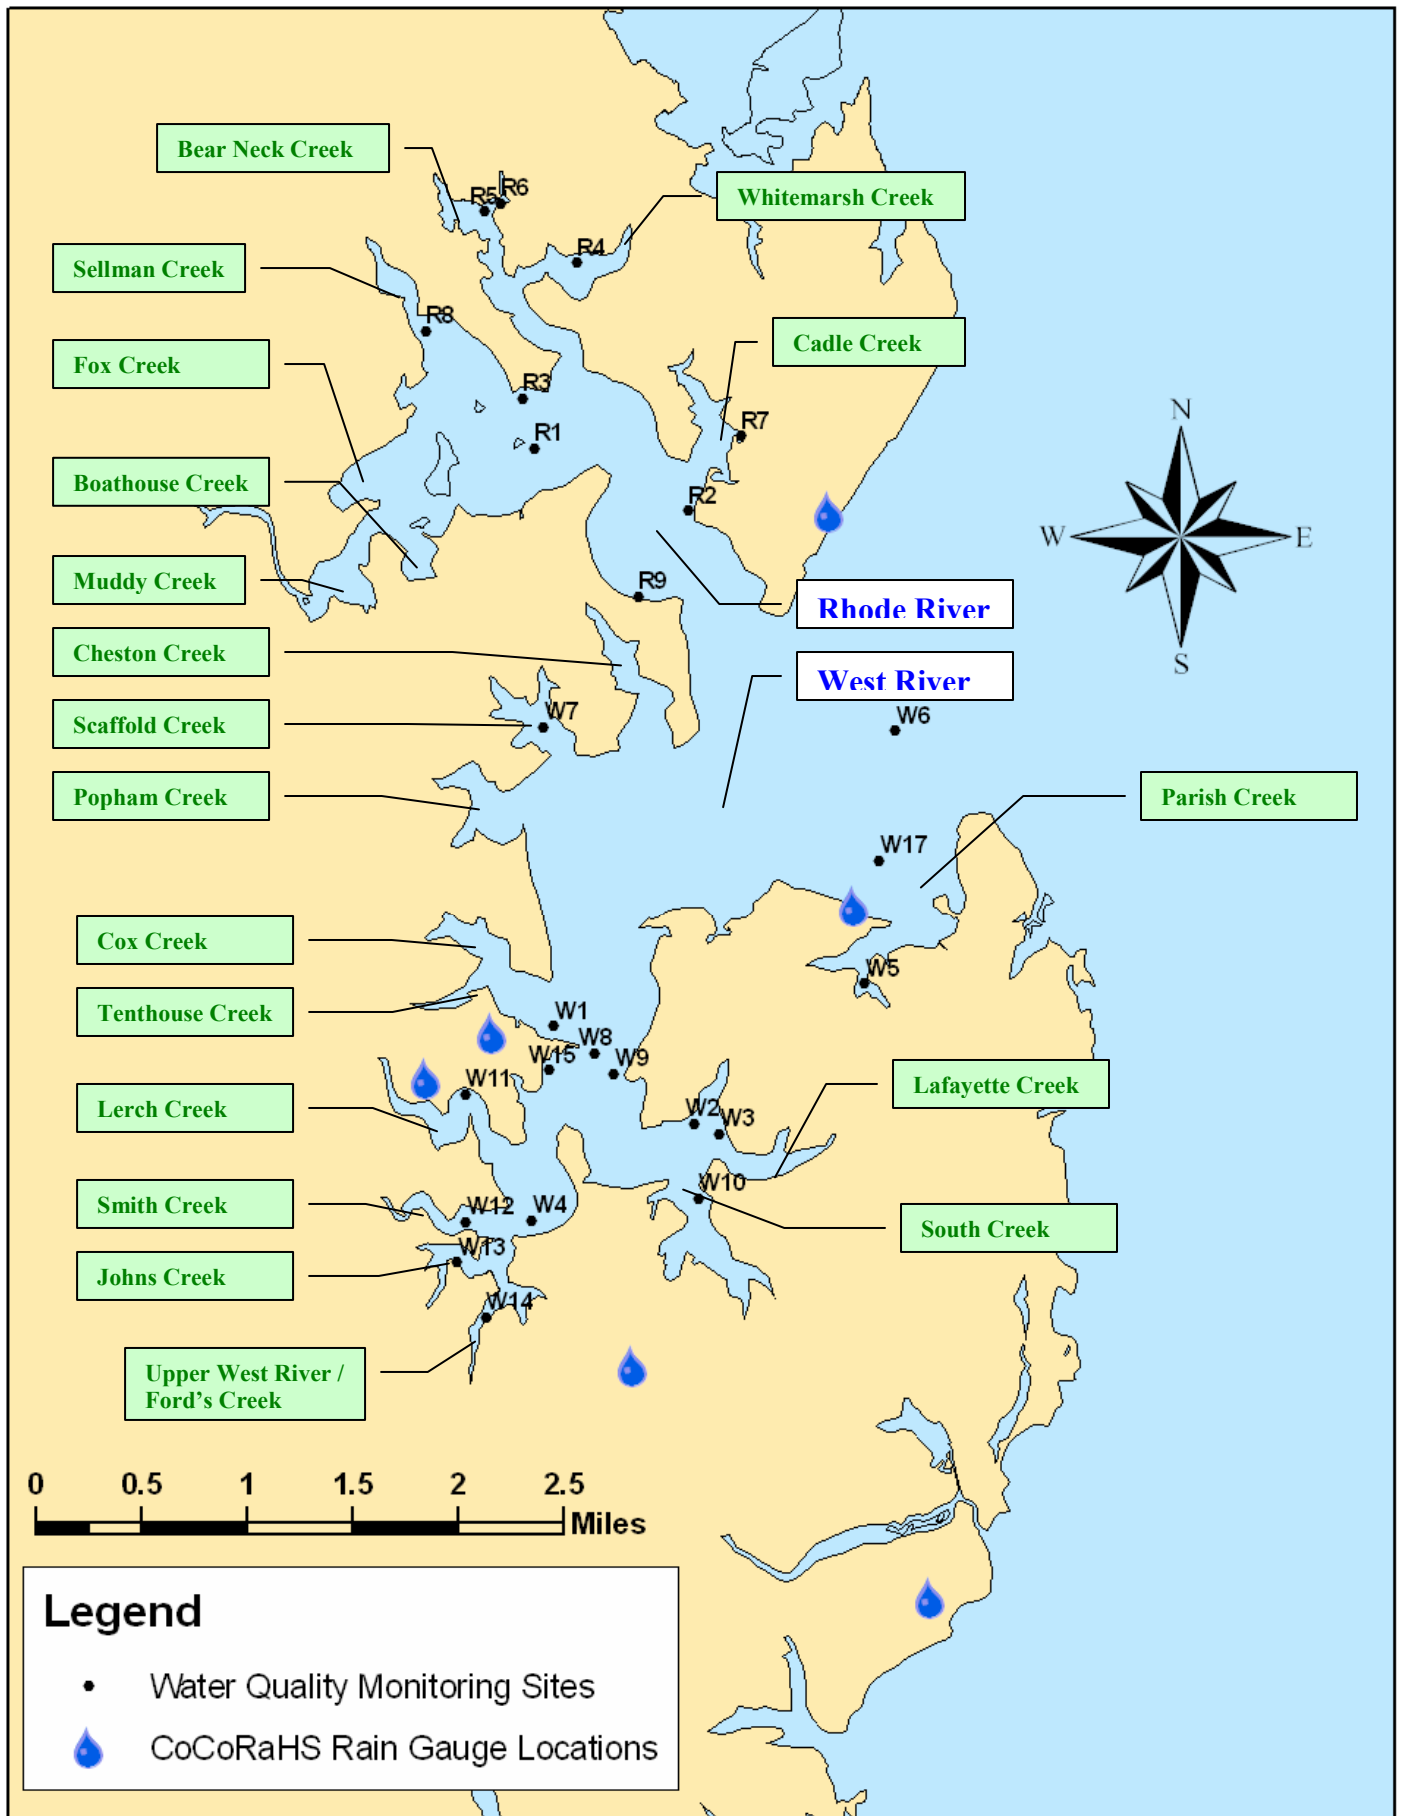 Bear Neck Creek
R5
R6
Whitemarsh Creek
R4
Sellman Creek
R8
Cadle Creek
Fox Creek
R3
N
R7
R1
Boathouse Creek
R2
W
E
Muddy Creek
R9
Rhode River
Cheston Creek
S
West River
Scaffold Creek
W7
W6
Popham Creek
Parish Creek
W17
Cox Creek
W5
Tenthouse Creek
W1
W8
W15
W9
W11
Lafayette Creek
Lerch Creek
W2
W3
W10
Smith Creek
W12
W4
South Creek
W13
Johns Creek
W14
Upper West River /
Ford's Creek
0 0.5 1 1.5 2 2.5
Miles
Legend
Water Quality Monitoring Sites
CoCoRaHS Rain Gauge Locations